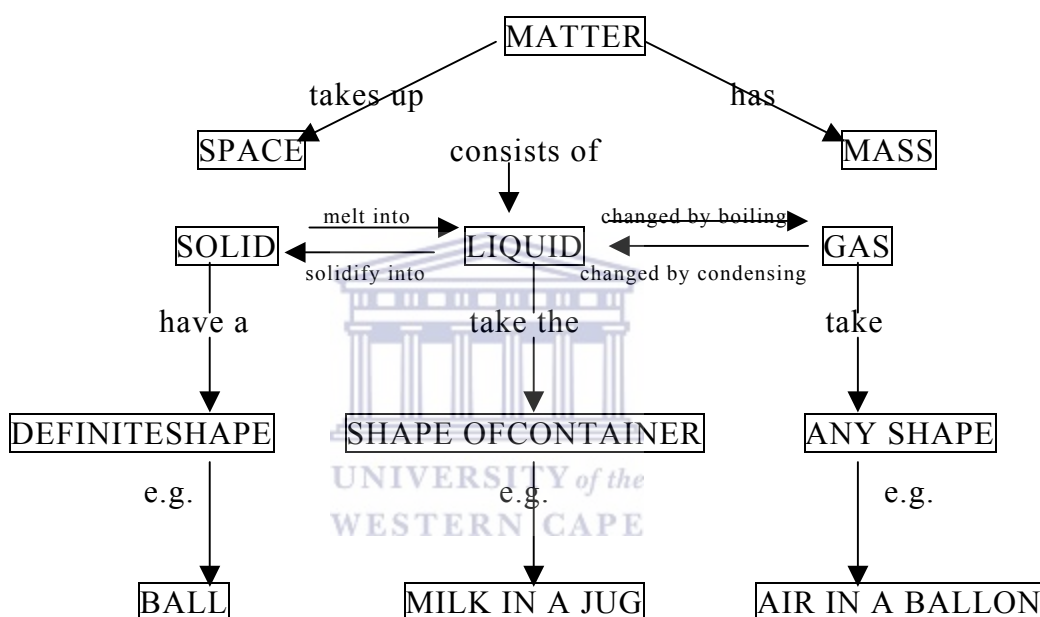 MATTER
takes up
has
SPACE
consists of
MASS
melt into
changed by boiling
SOLID
LIQUID
GAS
solidify into
changed by condensing
have a
take the
take
DEFINITESHAPE
SHAPE OFCONTAINER
ANY SHAPE
UNIVERSITY of the
e.g.
e.g.
e.g.
WESTERN CAPE
BALL
MILK IN A JUG
AIR IN A BALLON